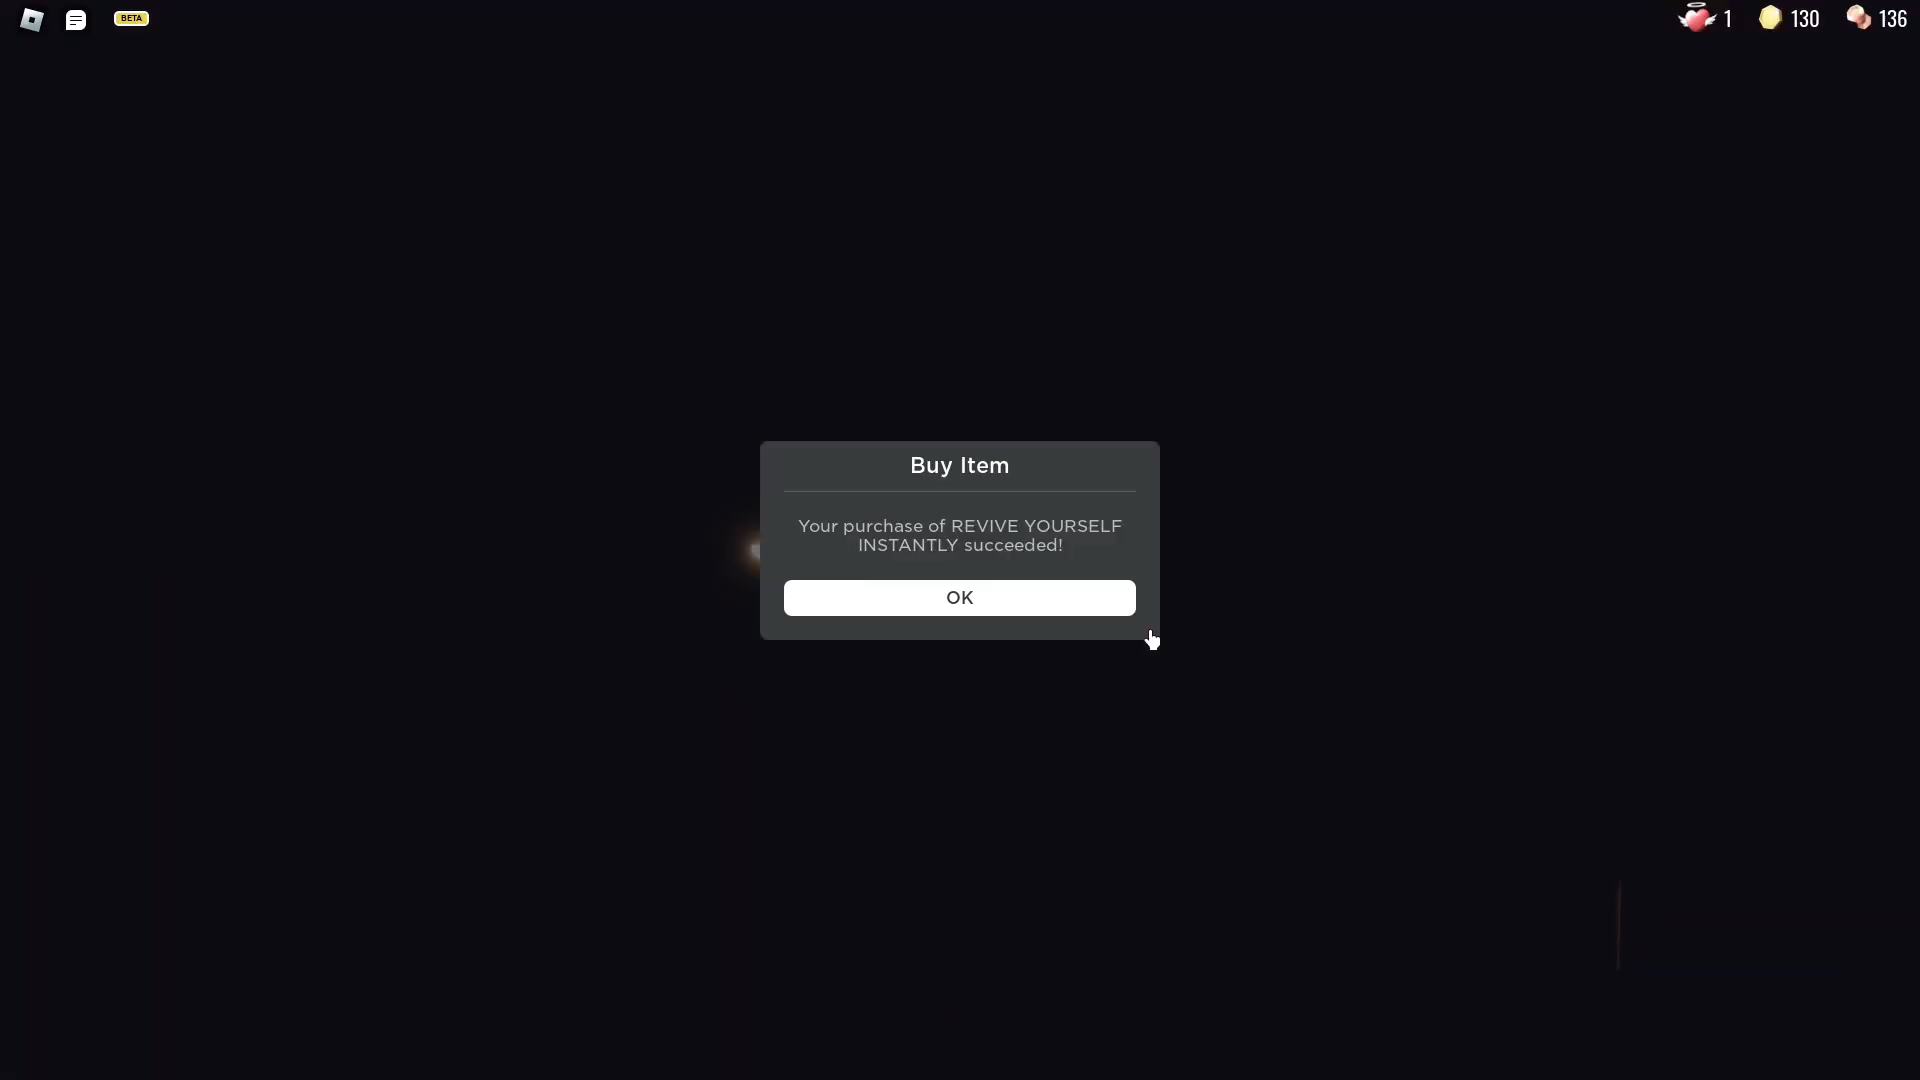 BETA
1
130
136
Buy Item
Your purchase of REVIVE YOURSELF
INSTANTLY succeeded!
OK